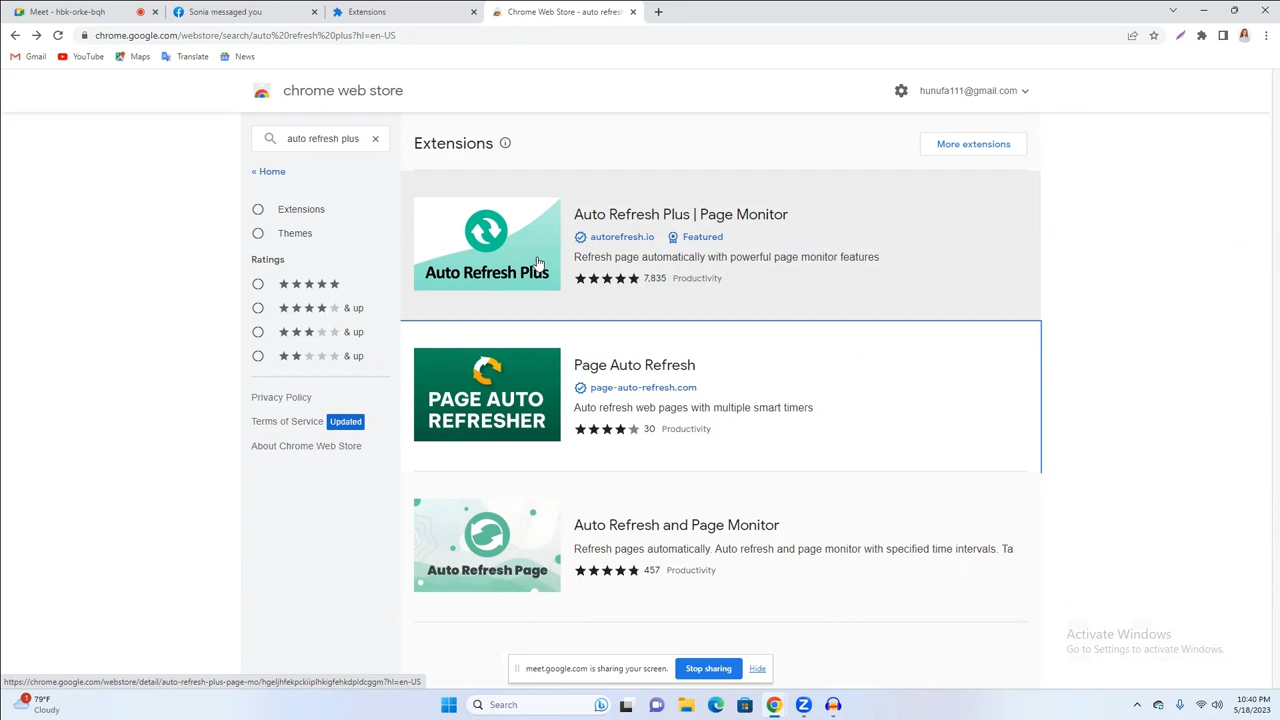 Meet - hbk-orke-bqh
Sonia messaged you
Extensions
Chrome Web Store - auto refres
chrome.google.com/webstore/search/auto%20refresh%20plus?hl=en-US
Gmail
YouTube
Maps
Translate
News
chrome web store
hunufa111@gmail.com
auto refresh plus
« Home
Extensions
Themes
Ratings
& up
& up
& up
Privacy Policy
Terms of Service Updated
About Chrome Web Store
Extensions
More extensions
Auto Refresh Plus
Auto Refresh Plus | Page Monitor
autorefresh.io Featured
Refresh page automatically with powerful page monitor features
7,835 Productivity
PAGE AUTO
REFRESHER
Page Auto Refresh
page-auto-refresh.com
Auto refresh web pages with multiple smart timers
30 Productivity
Auto Refresh Page
Auto Refresh and Page Monitor
Refresh pages automatically. Auto refresh and page monitor with specified time intervals. Ta
457 Productivity
Activate Windows
Go to Settings to activate Windows.
meet.google.com is sharing your screen.
Stop sharing
Hide
https://chrome.google.com/webstore/detail/auto-refresh-plus-page-mo/hgeljhfekpckiiplhkigfehkdpldcggm?hl=en-US
1
79°F
Cloudy
Search
10:40 PM
5/18/2023